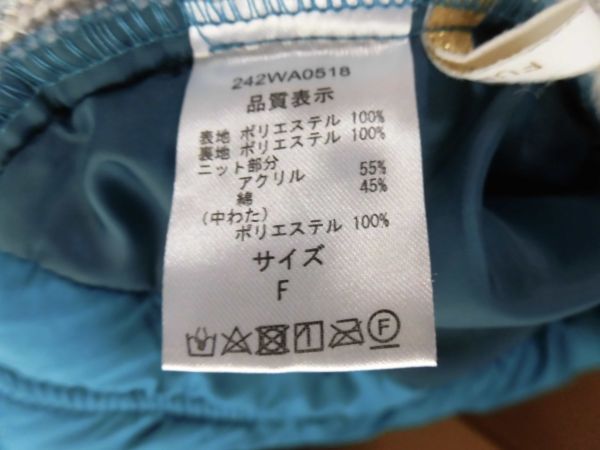 242WA0518
品質表示
表地 ポリエステル 100%
裏地 ポリエステル 100%
ニット部分
アクリル 55%
綿 45%
(中わた)
ポリエステル 100%
サイズ
F
F